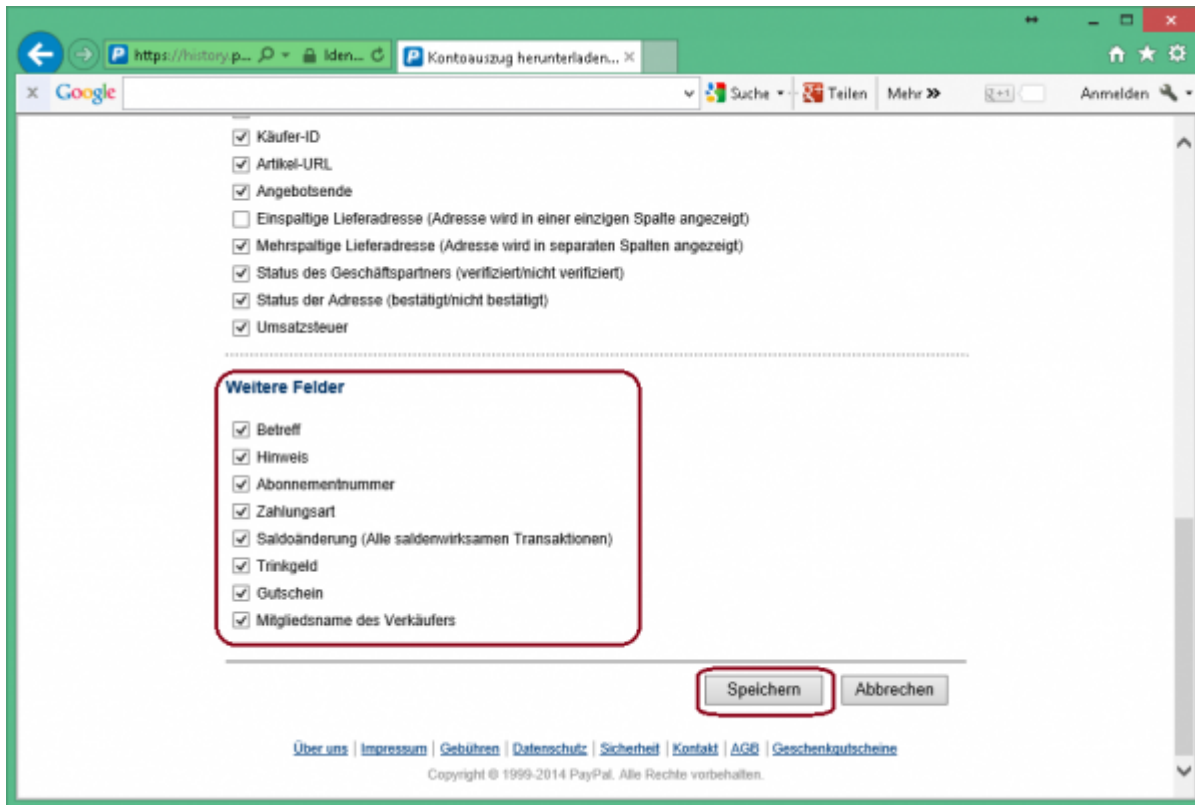 https://history.p... Iden... Kontoauszug herunterladen...
Google Suche Teilen Mehr Anmelden
Käufer-ID
Artikel-URL
Angebotsende
Einspaltige Lieferadresse (Adresse wird in einer einzigen Spalte angezeigt)
Mehrspaltige Lieferadresse (Adresse wird in separaten Spalten angezeigt)
Status des Geschäftspartners (verifiziert/nicht verifiziert)
Status der Adresse (bestätigt/nicht bestätigt)
Umsatzsteuer
Weitere Felder
Betreff
Hinweis
Abonnementnummer
Zahlungsart
Saldoänderung (Alle saldenwirksamen Transaktionen)
Trinkgeld
Gutschein
Mitgliedsname des Verkäufers
Speichern Abbrechen
Über uns | Impressum | Gebühren | Datenschutz | Sicherheit | Kontakt | AGB | Geschenkgutscheine
Copyright © 1999-2014 PayPal. Alle Rechte vorbehalten.